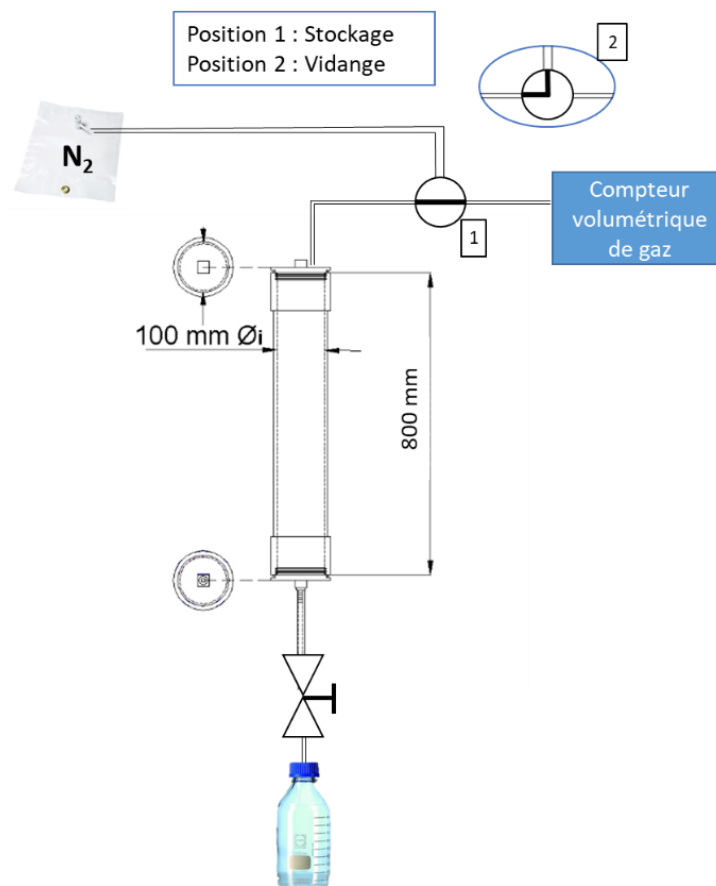 Position 1 : Stockage
Position 2 : Vidange
2
N₂
Compteur
volumétrique
de gaz
1
100 mm Øi
800 mm